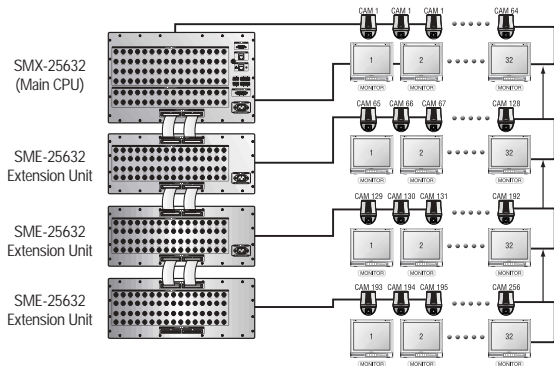 CAM 1 CAM 1 CAM 1 CAM 64
SMX-25632
(Main CPU)
1 2 32
MONITOR MONITOR MONITOR
CAM 65 CAM 66 CAM 67 CAM 128
SME-25632
Extension Unit
1 2 32
MONITOR MONITOR MONITOR
CAM 129 CAM 130 CAM 131 CAM 192
SME-25632
Extension Unit
1 2 32
MONITOR MONITOR MONITOR
CAM 193 CAM 194 CAM 195 CAM 256
SME-25632
Extension Unit
1 2 32
MONITOR MONITOR MONITOR